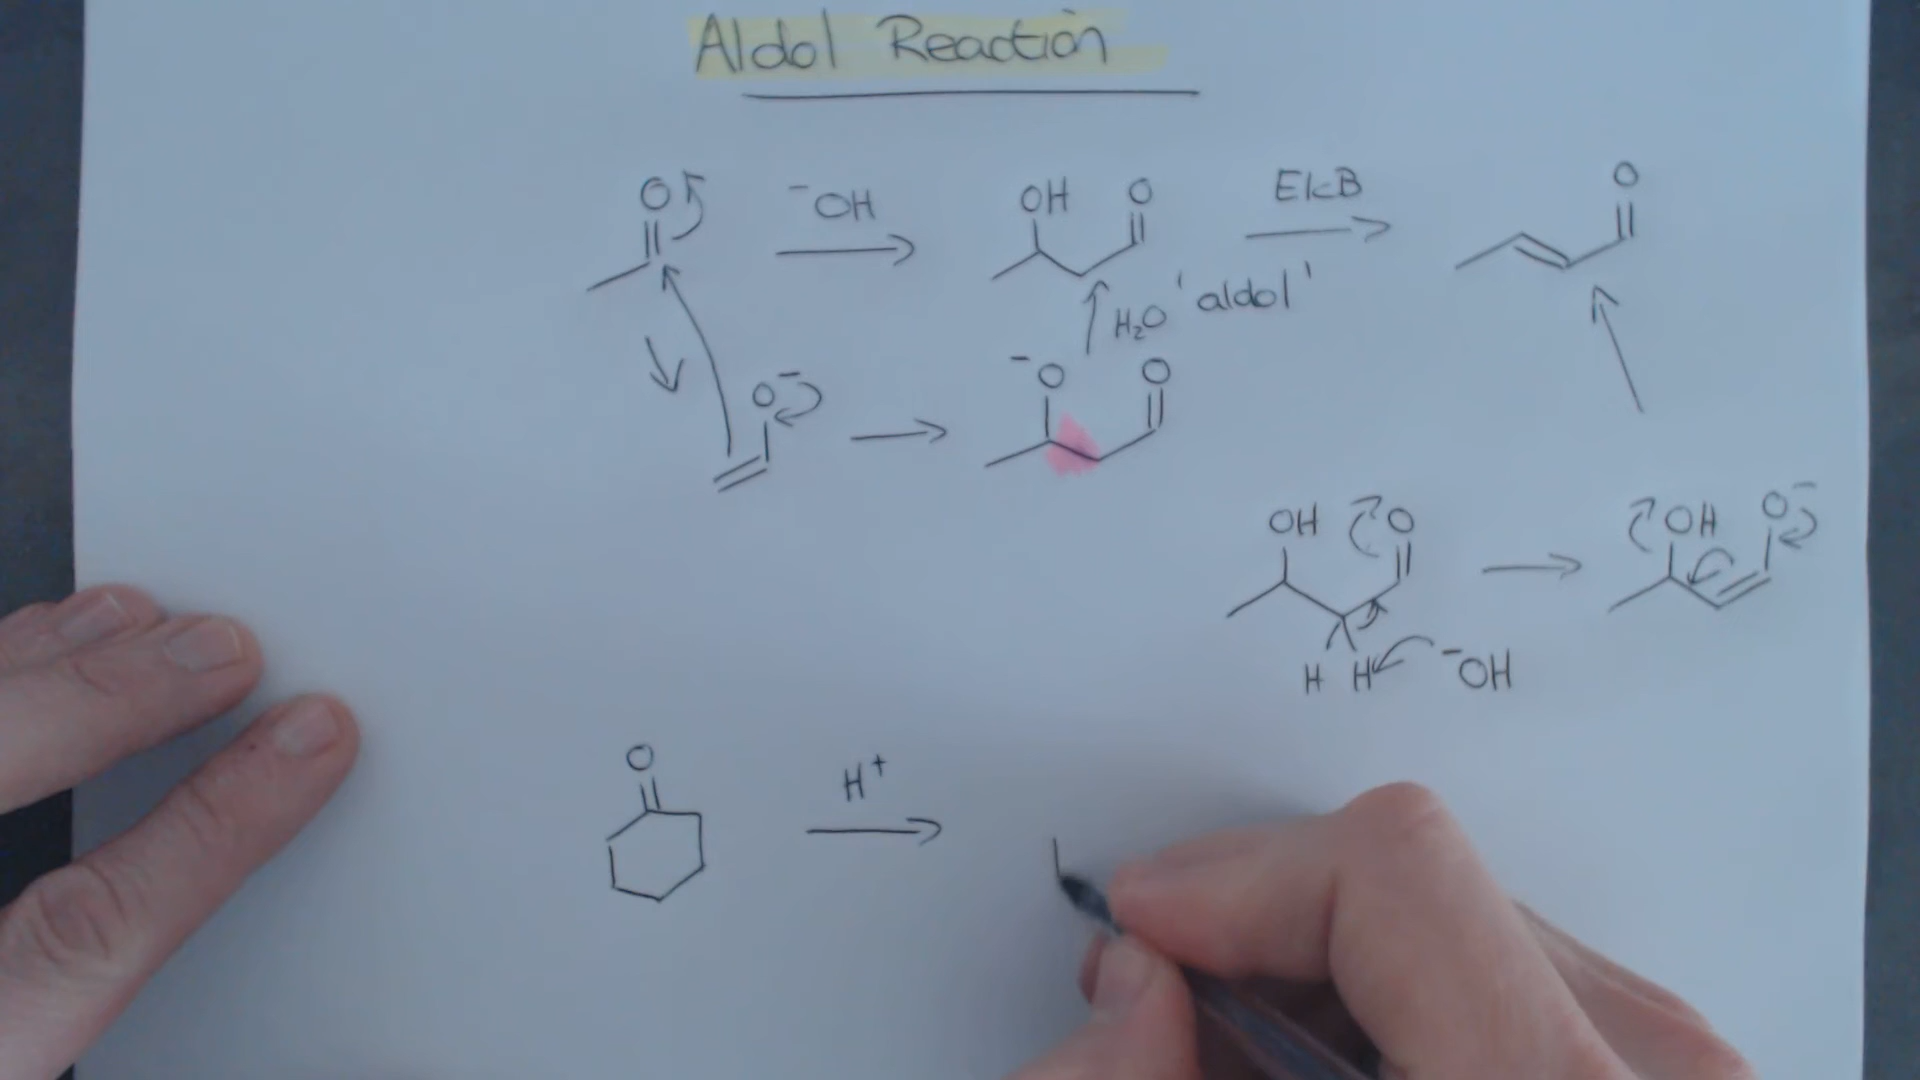 Aldol Reaction
O ⁻OH OH O E1cB O
H₂O 'aldol'
O⁻ ⁻O O
OH O OH O⁻
H H ⁻OH
O H⁺